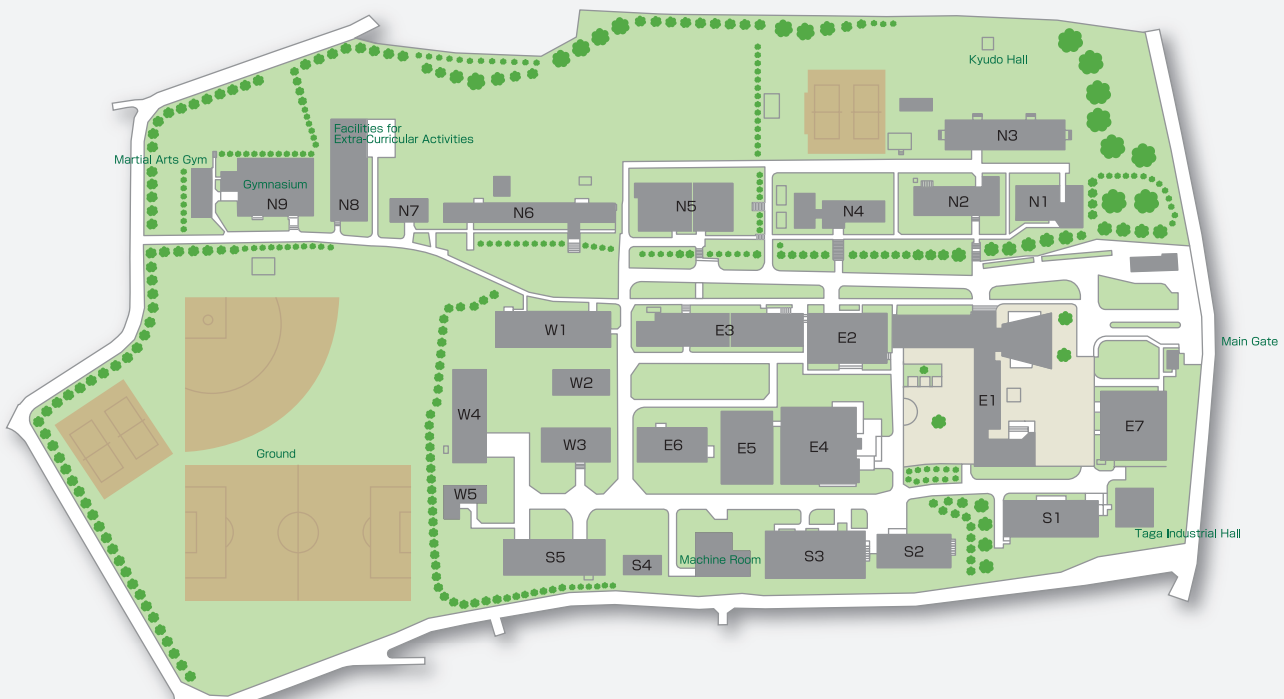 Kyudo Hall
Facilities for
Extra-Curricular Activities
N3
Martial Arts Gym
Gymnasium
N9
N8
N7
N6
N5
N4
N2
N1
W1
E3
E2
Main Gate
W2
W4
E1
W3
E6
E5
E4
E7
Ground
W5
S1
Taga Industrial Hall
S5
S4
Machine Room
S3
S2